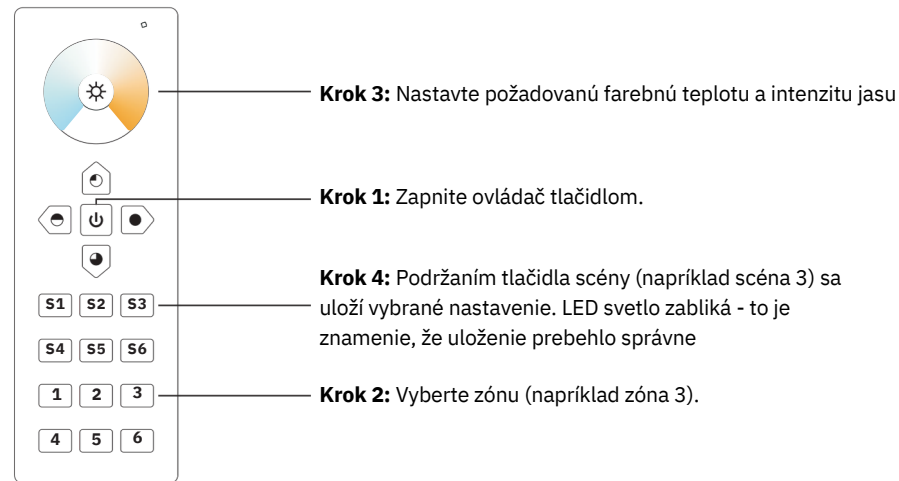 Krok 3: Nastavte požadovanú farebnú teplotu a intenzitu jasu
Krok 1: Zapnite ovládač tlačidlom.
Krok 4: Podržaním tlačidla scény (napríklad scéna 3) sa
uloží vybrané nastavenie. LED svetlo zabliká - to je
znamenie, že uloženie prebehlo správne
S1 S2 S3
S4 S5 S6
1 2 3
Krok 2: Vyberte zónu (napríklad zóna 3).
4 5 6